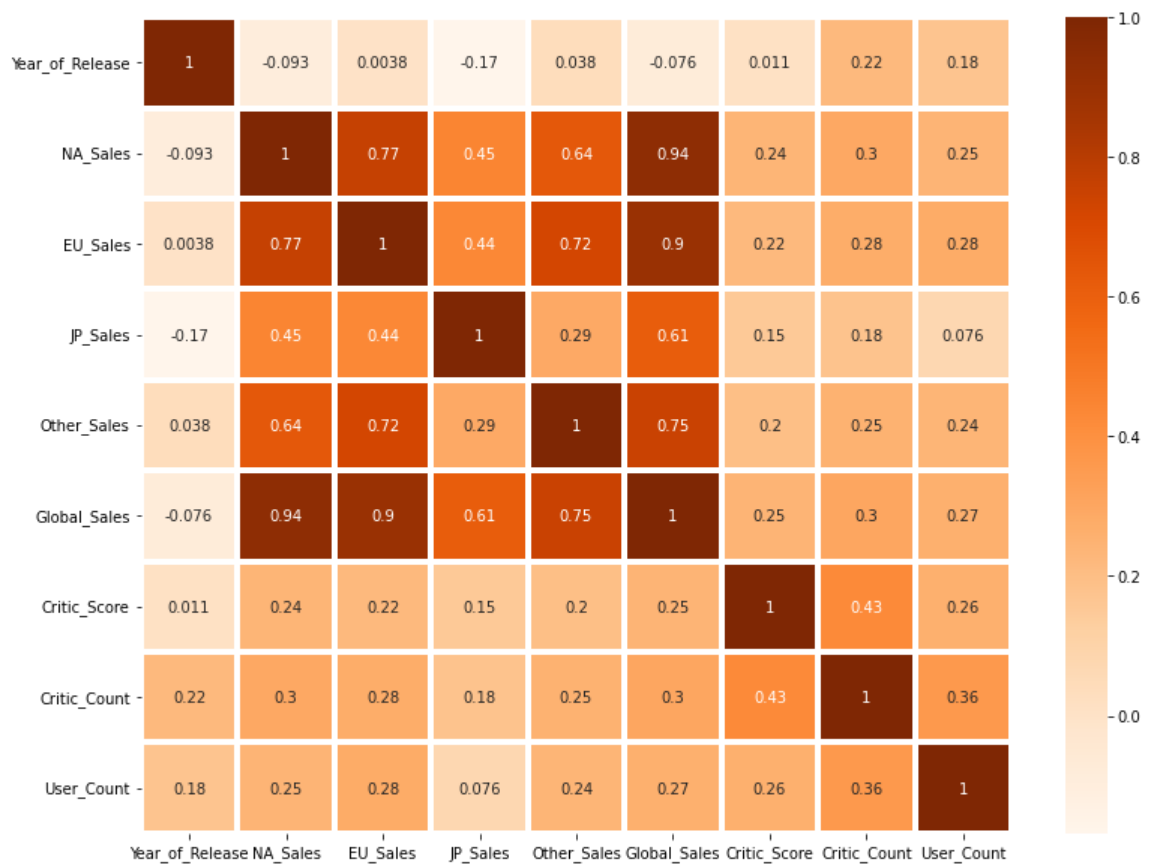 1.0
Year_of_Release 1 -0.093 0.0038 -0.17 0.038 -0.076 0.011 0.22 0.18
NA_Sales -0.093 1 0.77 0.45 0.64 0.94 0.24 0.3 0.25
0.8
EU_Sales 0.0038 0.77 1 0.44 0.72 0.9 0.22 0.28 0.28
0.6
JP_Sales -0.17 0.45 0.44 1 0.29 0.61 0.15 0.18 0.076
Other_Sales 0.038 0.64 0.72 0.29 1 0.75 0.2 0.25 0.24
0.4
Global_Sales -0.076 0.94 0.9 0.61 0.75 1 0.25 0.3 0.27
0.2
Critic_Score 0.011 0.24 0.22 0.15 0.2 0.25 1 0.43 0.26
Critic_Count 0.22 0.3 0.28 0.18 0.25 0.3 0.43 1 0.36
0.0
User_Count 0.18 0.25 0.28 0.076 0.24 0.27 0.26 0.36 1
Year_of_Release NA_Sales EU_Sales JP_Sales Other_Sales Global_Sales Critic_Score Critic_Count User_Count